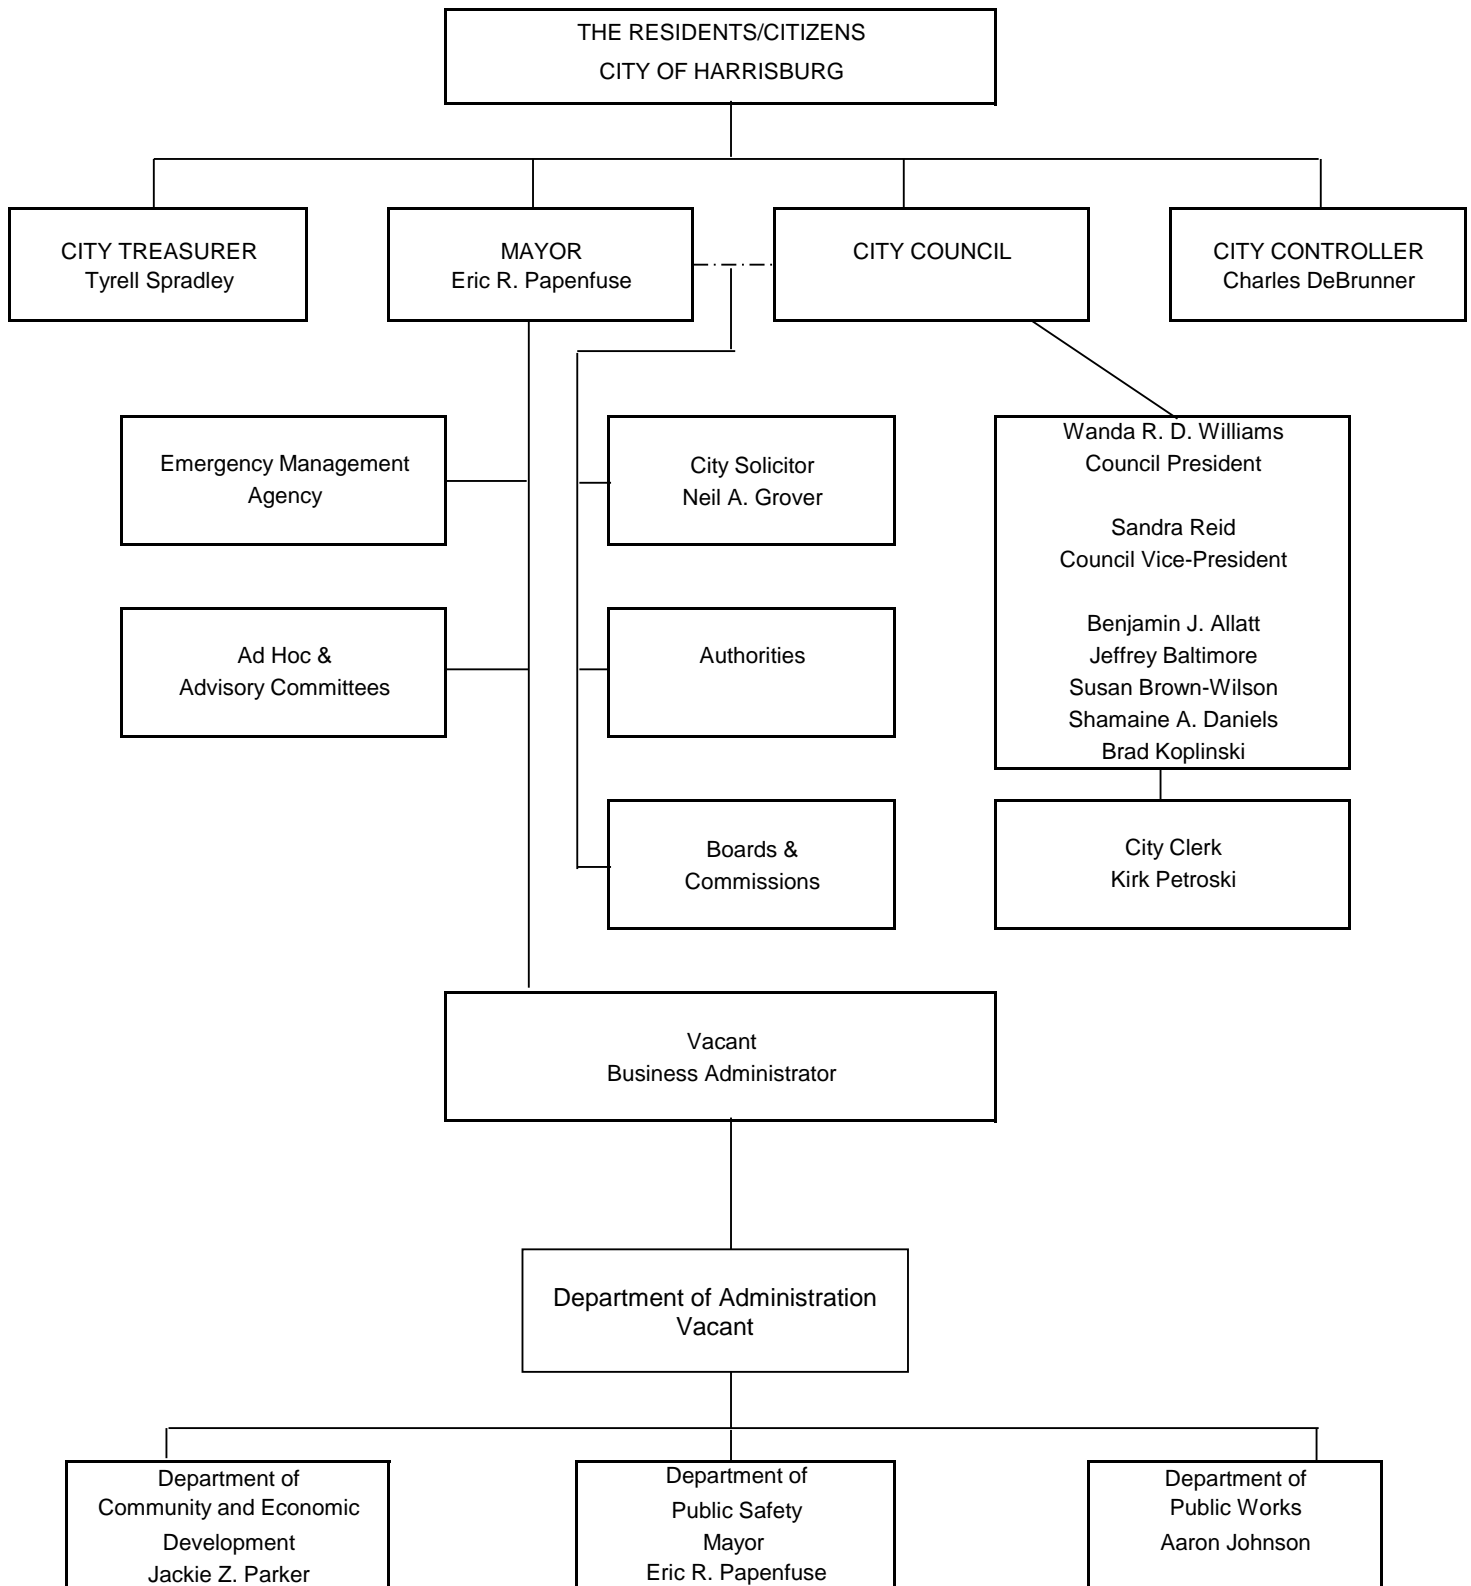 THE RESIDENTS/CITIZENS
CITY OF HARRISBURG
CITY TREASURER
Tyrell Spradley
MAYOR
Eric R. Papenfuse
CITY COUNCIL
CITY CONTROLLER
Charles DeBrunner
Emergency Management
Agency
City Solicitor
Neil A. Grover
Wanda R. D. Williams
Council President
Sandra Reid
Council Vice-President
Benjamin J. Allatt
Jeffrey Baltimore
Susan Brown-Wilson
Shamaine A. Daniels
Brad Koplinski
Ad Hoc &
Advisory Committees
Authorities
Boards &
Commissions
City Clerk
Kirk Petroski
Vacant
Business Administrator
Department of Administration
Vacant
Department of
Community and Economic
Development
Jackie Z. Parker
Department of
Public Safety
Mayor
Eric R. Papenfuse
Department of
Public Works
Aaron Johnson